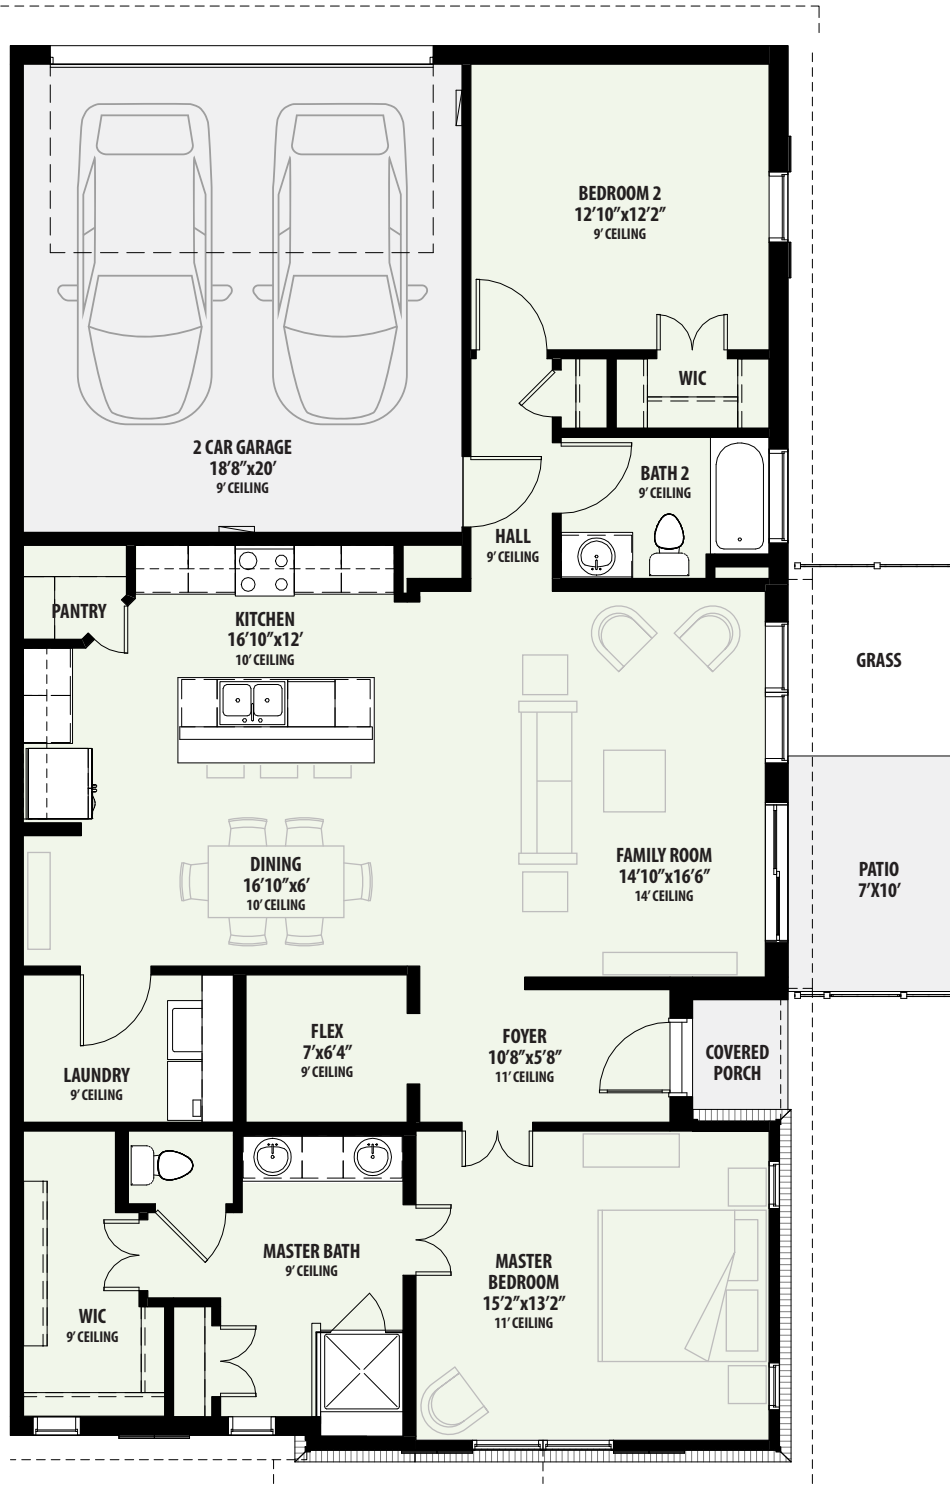 BEDROOM 2
12'10"x12'2"
9' CEILING
WIC
2 CAR GARAGE
18'8"x20'
9' CEILING
BATH 2
9' CEILING
HALL
9' CEILING
PANTRY
KITCHEN
16'10"x12'
10' CEILING
GRASS
DINING
16'10"x6'
10' CEILING
FAMILY ROOM
14'10"x16'6"
14' CEILING
PATIO
7'X10'
LAUNDRY
9' CEILING
FLEX
7'x6'4"
9' CEILING
FOYER
10'8"x5'8"
11' CEILING
COVERED
PORCH
MASTER BATH
9' CEILING
MASTER
BEDROOM
15'2"x13'2"
11' CEILING
WIC
9' CEILING